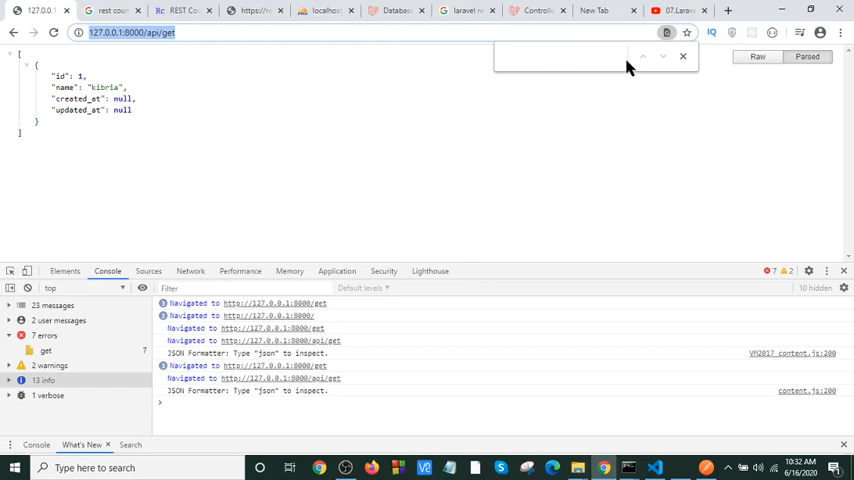 127.0.0.1
rest coun
REST Cou
https://re
localhos
Databas
laravel re
Controlle
New Tab
07.Larav
127.0.0.1:8000/api/get
IQ
[
{
"id": 1,
"name": "kibria",
"created_at": null,
"updated_at": null
}
]
Raw
Parsed
Elements
Console
Sources
Network
Performance
Memory
Application
Security
Lighthouse
7
2
top
Filter
Default levels
10 hidden
23 messages
2 user messages
7 errors
get
7
2 warnings
13 info
1 verbose
3 Navigated to http://127.0.0.1:8000/get
2 Navigated to http://127.0.0.1:8000/
Navigated to http://127.0.0.1:8000/get
Navigated to http://127.0.0.1:8000/api/get
JSON Formatter: Type "json" to inspect. VM2017 content.js:200
3 Navigated to http://127.0.0.1:8000/get
Navigated to http://127.0.0.1:8000/api/get
JSON Formatter: Type "json" to inspect. content.js:200
Console
What's New
Search
Type here to search
10:32 AM
6/16/2020